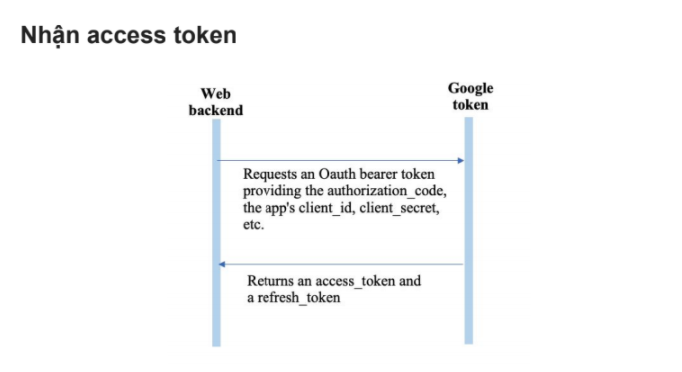 Nhận access token
Web
backend
Google
token
Requests an Oauth bearer token
providing the authorization_code,
the app's client_id, client_secret,
etc.
Returns an access_token and
a refresh_token